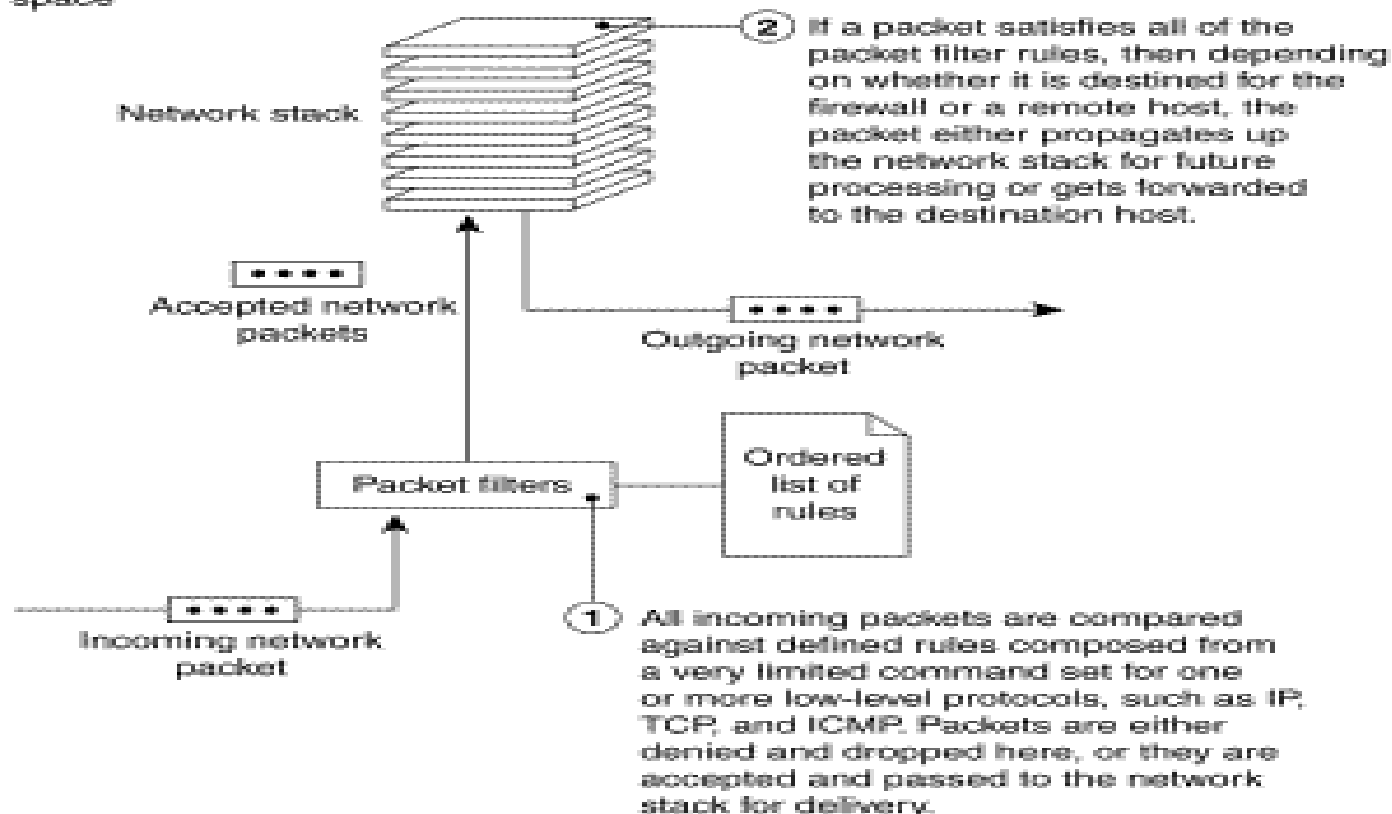 space
2 If a packet satisfies all of the
packet filter rules, then depending
on whether it is destined for the
firewall or a remote host, the
packet either propagates up
the network stack for future
processing or gets forwarded
to the destination host.
Network stack
Accepted network
packets
Outgoing network
packet
Packet filters
Ordered
list of
rules
Incoming network
packet
1 All incoming packets are compared
against defined rules composed from
a very limited command set for one
or more low-level protocols, such as IP,
TCP, and ICMP. Packets are either
denied and dropped here, or they are
accepted and passed to the network
stack for delivery.